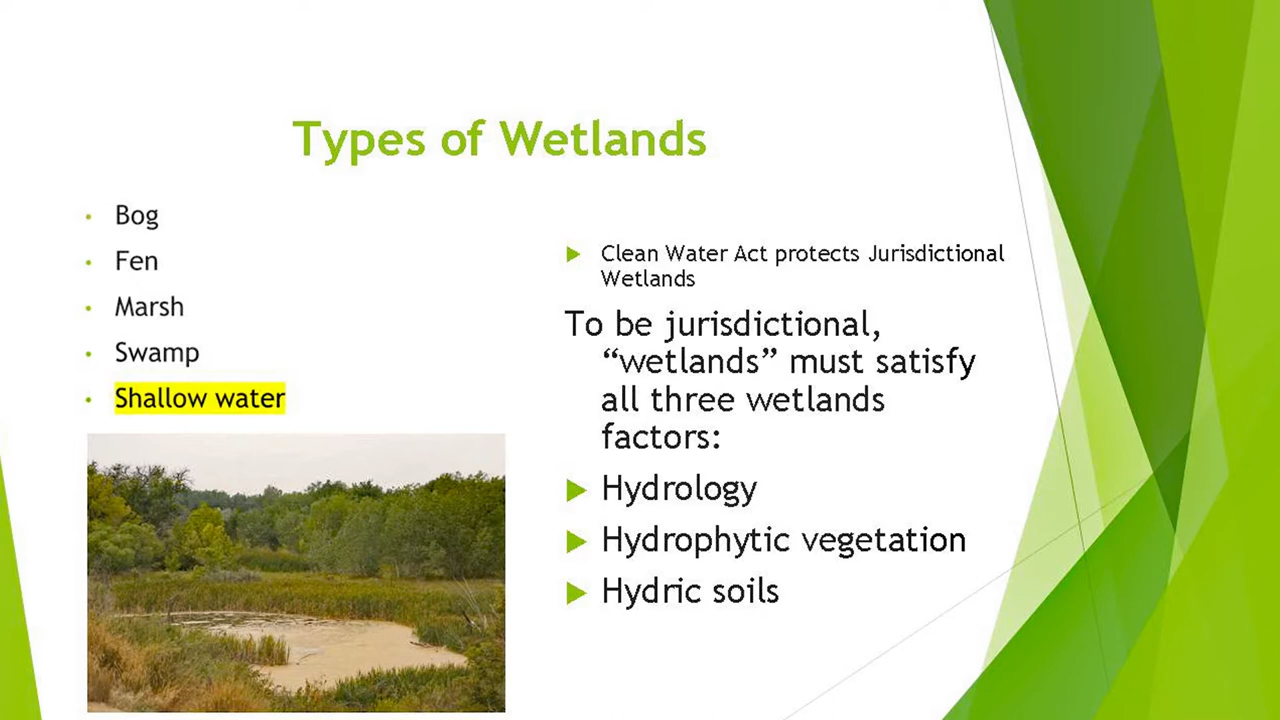 Types of Wetlands
• Bog
• Fen
• Marsh
• Swamp
• Shallow water
Clean Water Act protects Jurisdictional
Wetlands
To be jurisdictional,
“wetlands” must satisfy
all three wetlands
factors:
Hydrology
Hydrophytic vegetation
Hydric soils